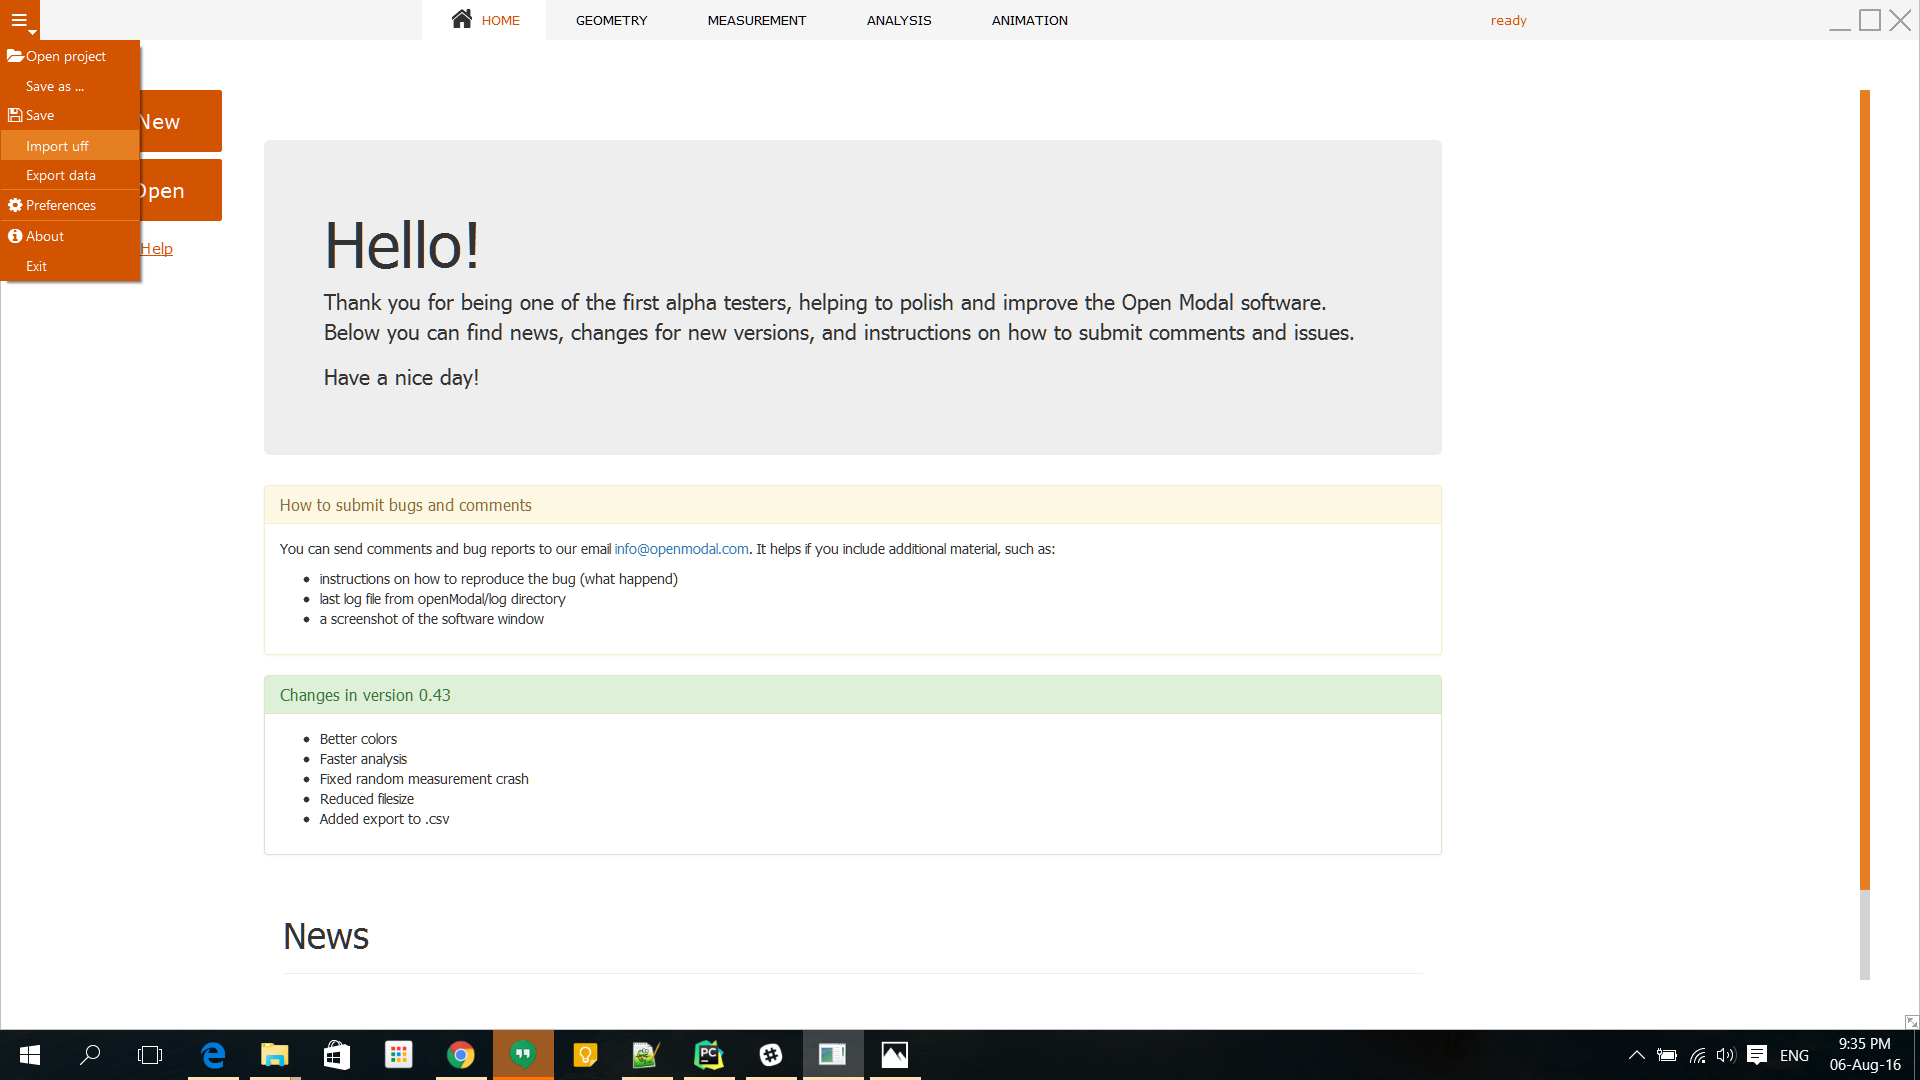 HOME GEOMETRY MEASUREMENT ANALYSIS ANIMATION ready
Open project
Save as ...
Save
Import uff
Export data
Preferences
About
Exit
New
Open
Help
Hello!
Thank you for being one of the first alpha testers, helping to polish and improve the Open Modal software.
Below you can find news, changes for new versions, and instructions on how to submit comments and issues.
Have a nice day!
How to submit bugs and comments
You can send comments and bug reports to our email info@openmodal.com. It helps if you include additional material, such as:
instructions on how to reproduce the bug (what happend)
last log file from openModal/log directory
a screenshot of the software window
Changes in version 0.43
Better colors
Faster analysis
Fixed random measurement crash
Reduced filesize
Added export to .csv
News
PC
ENG
9:35 PM
06-Aug-16